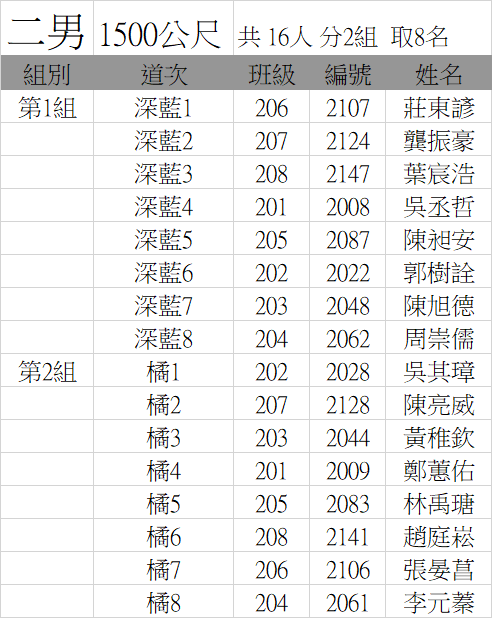 二男 1500公尺 共 16人 分2組 取8名
組別 道次 班級 編號 姓名
第1組 深藍1 206 2107 莊東諺
深藍2 207 2124 龔振豪
深藍3 208 2147 葉宸浩
深藍4 201 2008 吳丞哲
深藍5 205 2087 陳昶安
深藍6 202 2022 郭樹詮
深藍7 203 2048 陳旭德
深藍8 204 2062 周崇儒
第2組 橘1 202 2028 吳其璋
橘2 207 2128 陳亮威
橘3 203 2044 黃稚欽
橘4 201 2009 鄭蕙佑
橘5 205 2083 林禹瑭
橘6 208 2141 趙庭崧
橘7 206 2106 張晏菖
橘8 204 2061 李元蓁